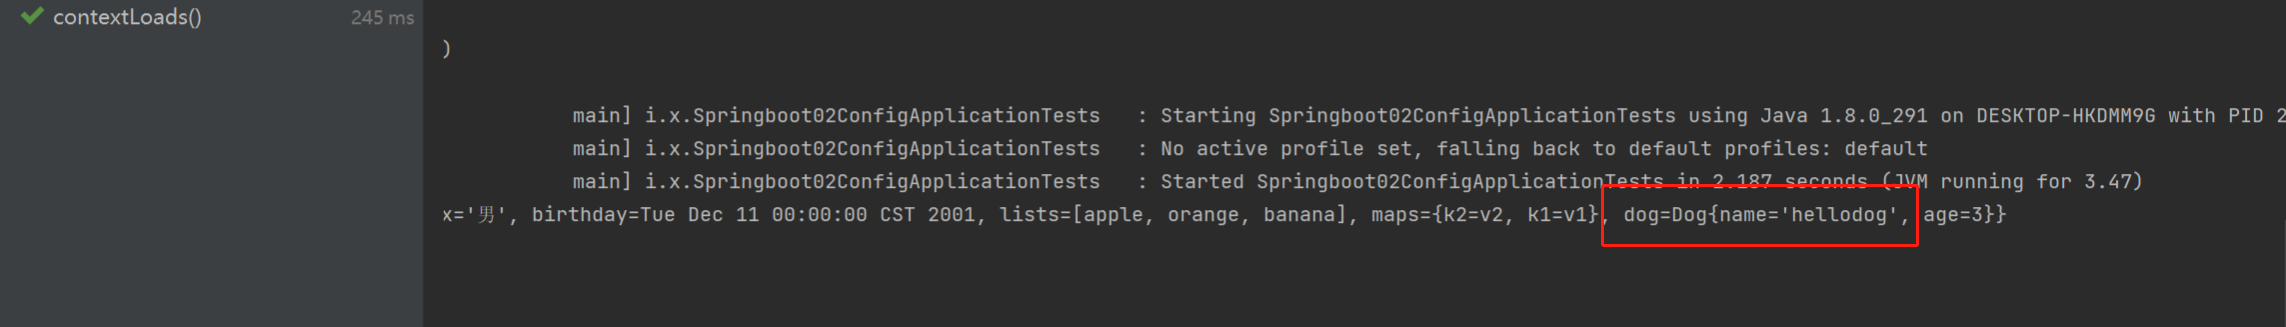 contextLoads() 245 ms
)
main] i.x.Springboot02ConfigApplicationTests : Starting Springboot02ConfigApplicationTests using Java 1.8.0_291 on DESKTOP-HKDMM9G with PID 2
main] i.x.Springboot02ConfigApplicationTests : No active profile set, falling back to default profiles: default
main] i.x.Springboot02ConfigApplicationTests : Started Springboot02ConfigApplicationTests in 2.187 seconds (JVM running for 3.47)
x='男', birthday=Tue Dec 11 00:00:00 CST 2001, lists=[apple, orange, banana], maps={k2=v2, k1=v1}, dog=Dog{name='hellodog', age=3}}